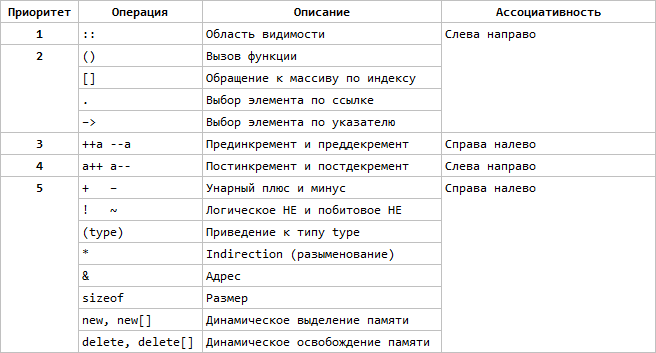 Приоритет Операция Описание Ассоциативность
1 :: Область видимости Слева направо
2 () Вызов функции
[] Обращение к массиву по индексу
. Выбор элемента по ссылке
–> Выбор элемента по указателю
3 ++a --a Прединкремент и преддекремент Справа налево
4 a++ a-- Постинкремент и постдекремент Слева направо
5 + – Унарный плюс и минус Справа налево
! ~ Логическое НЕ и побитовое НЕ
(type) Приведение к типу type
* Indirection (разыменование)
& Адрес
sizeof Размер
new, new[] Динамическое выделение памяти
delete, delete[] Динамическое освобождение памяти